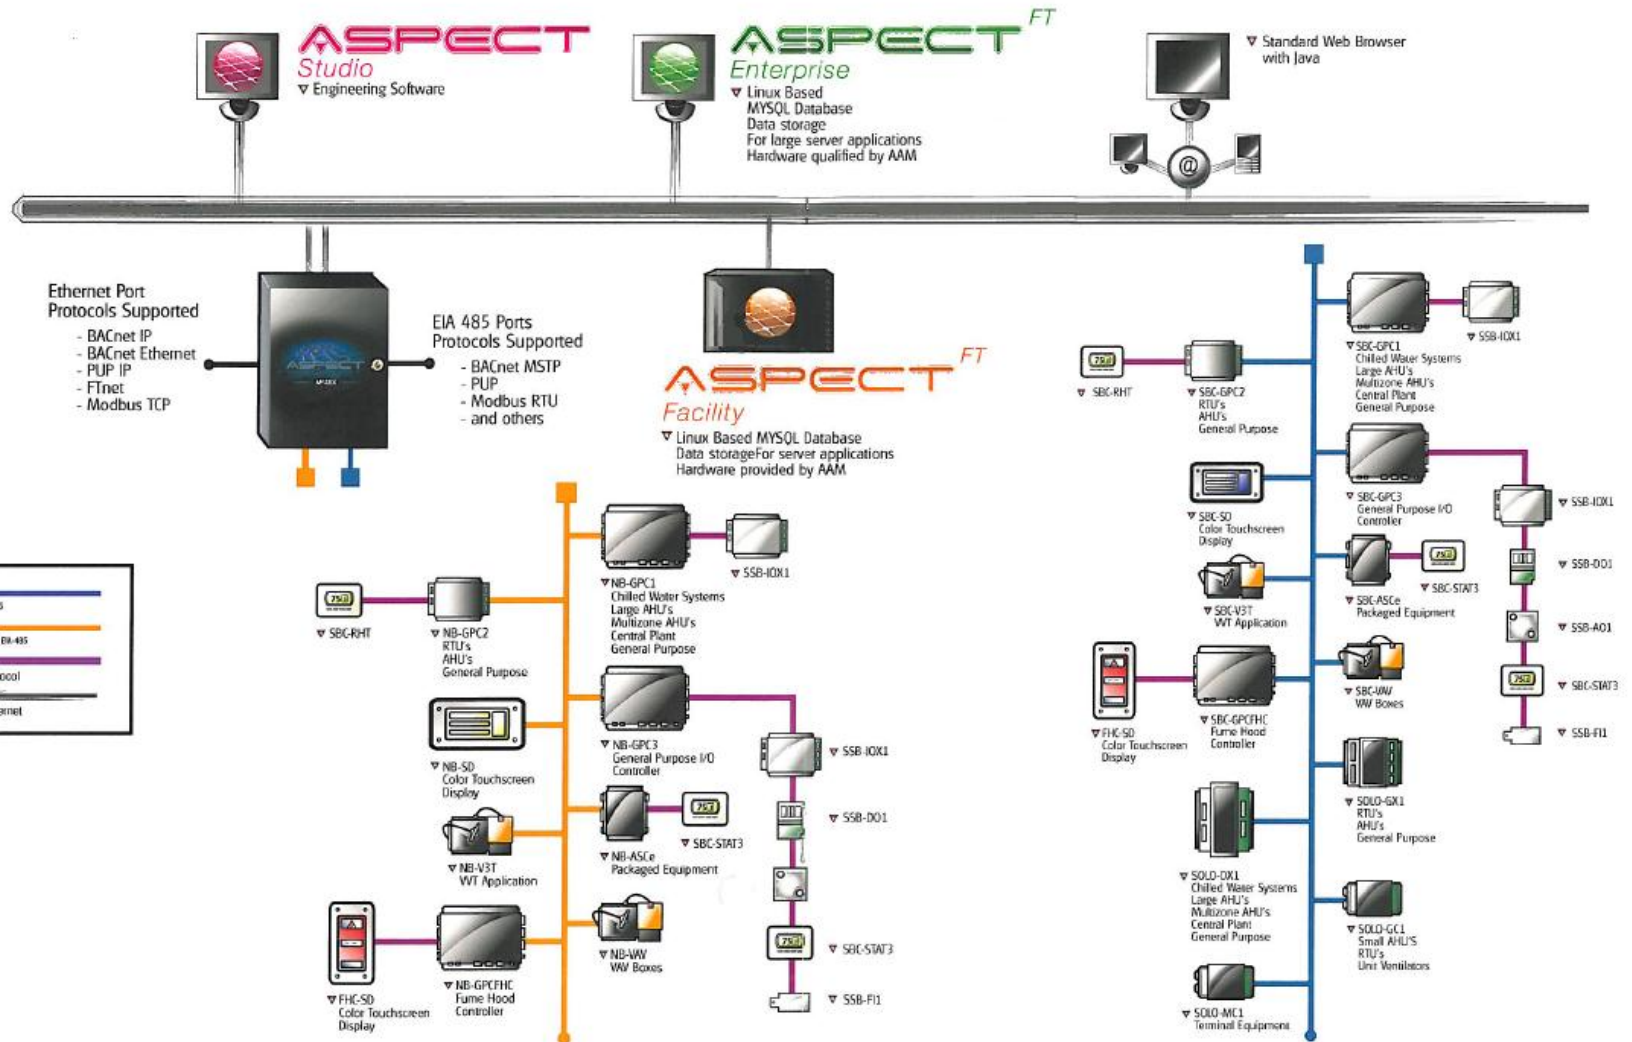 ASPECT
Studio
Engineering Software
ASPECT FT
Enterprise
Linux Based
MYSQL Database
Data storage
For large server applications
Hardware qualified by AAM
Standard Web Browser
with Java
@
Ethernet Port
Protocols Supported
- BACnet IP
- BACnet Ethernet
- PUP IP
- FTnet
- Modbus TCP
ASPECT
EIA 485 Ports
Protocols Supported
- BACnet MSTP
- PUP
- Modbus RTU
- and others
ASPECT FT
Facility
Linux Based MYSQL Database
Data storageFor server applications
Hardware provided by AAM
EIA-485
ocol
ernet
SBC-RHT
NB-GPC2
RTU's
AHU's
General Purpose
NB-SD
Color Touchscreen
Display
NB-V3T
VVT Application
FHC-SD
Color Touchscreen
Display
NB-GPCFHC
Fume Hood
Controller
NB-GPC1
Chilled Water Systems
Large AHU's
Multizone AHU's
Central Plant
General Purpose
SSB-IOX1
NB-GPC3
General Purpose I/O
Controller
NB-ASCe
Packaged Equipment
SBC-STAT3
NB-VAV
VAV Boxes
SSB-IOX1
SSB-DO1
SBC-STAT3
SSB-FI1
SBC-RHT
SBC-GPC2
RTU's
AHU's
General Purpose
SBC-SD
Color Touchscreen
Display
SBC-V3T
VVT Application
FHC-SD
Color Touchscreen
Display
SBC-GPCFHC
Fume Hood
Controller
SOLO-DX1
Chilled Water Systems
Large AHU's
Multizone AHU's
Central Plant
General Purpose
SOLO-MC1
Terminal Equipment
SBC-GPC1
Chilled Water Systems
Large AHU's
Multizone AHU's
Central Plant
General Purpose
SSB-IOX1
SBC-GPC3
General Purpose I/O
Controller
SBC-ASCe
Packaged Equipment
SBC-STAT3
SBC-VAV
VAV Boxes
SOLO-GX1
RTU's
AHU's
General Purpose
SOLO-GC1
Small AHU'S
RTU's
Unit Ventilators
SSB-IOX1
SSB-DO1
SSB-AO1
SBC-STAT3
SSB-FI1